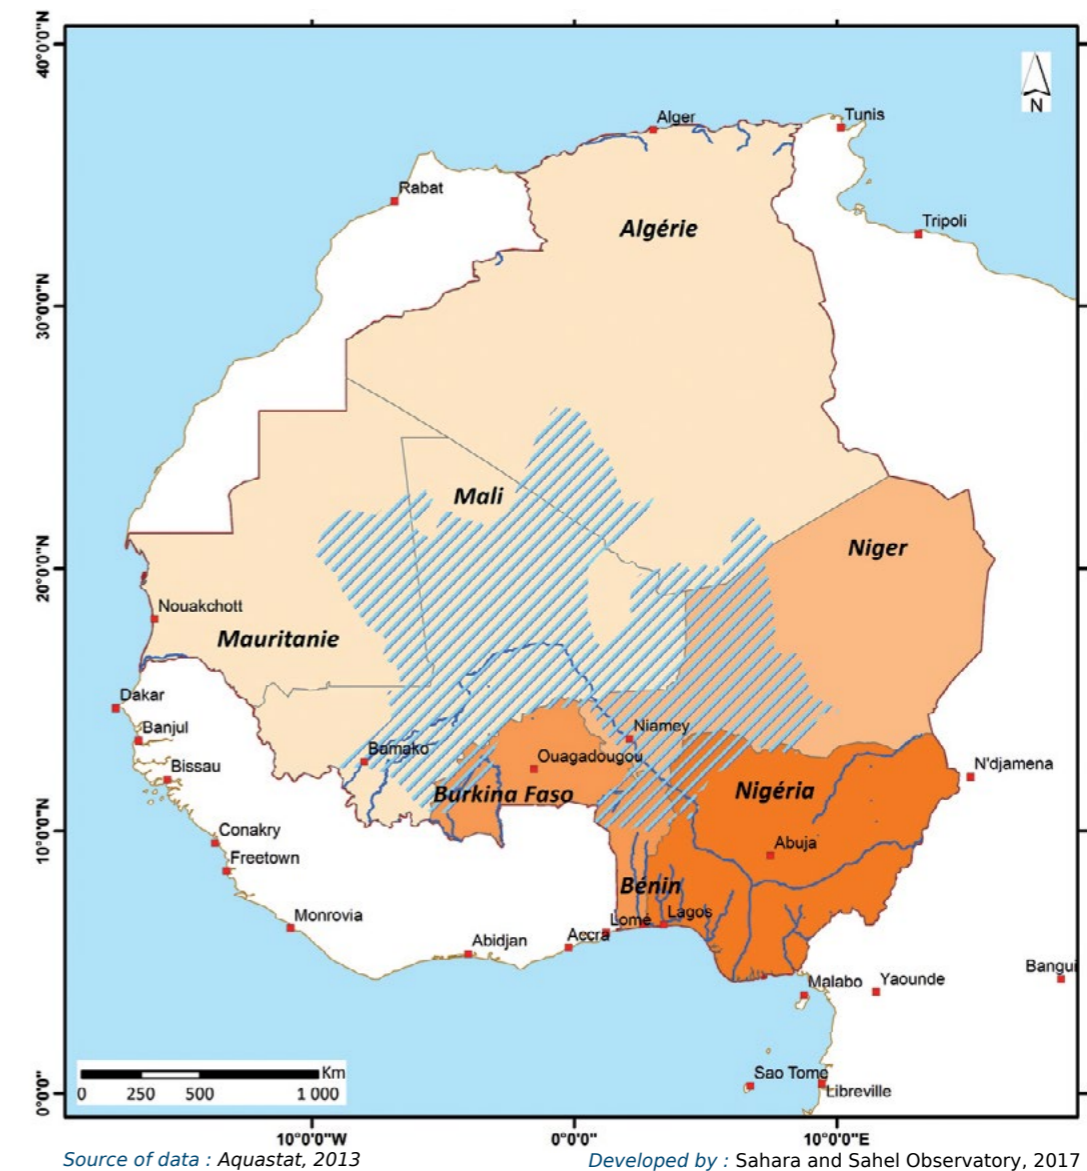 40°0'0"N
N
Alger
Tunis
Rabat
Algérie
Tripoli
30°0'0"N
Mali
Niger
20°0'0"N
Nouakchott
Mauritanie
Dakar
Banjul
Niamey
Bissau
Bamako
Ouagadougou
N'djamena
Burkina Faso
Nigéria
10°0'0"N
Conakry
Abuja
Freetown
Bénin
Monrovia
Lome
Lagos
Abidjan
Accra
Malabo
Yaounde
Bangui
Km
0 250 500 1 000
Sao Tome
Libreville
0°0'0"
10°0'0"W 0°0'0" 10°0'0"E
Source of data : Aquastat, 2013
Developed by : Sahara and Sahel Observatory, 2017